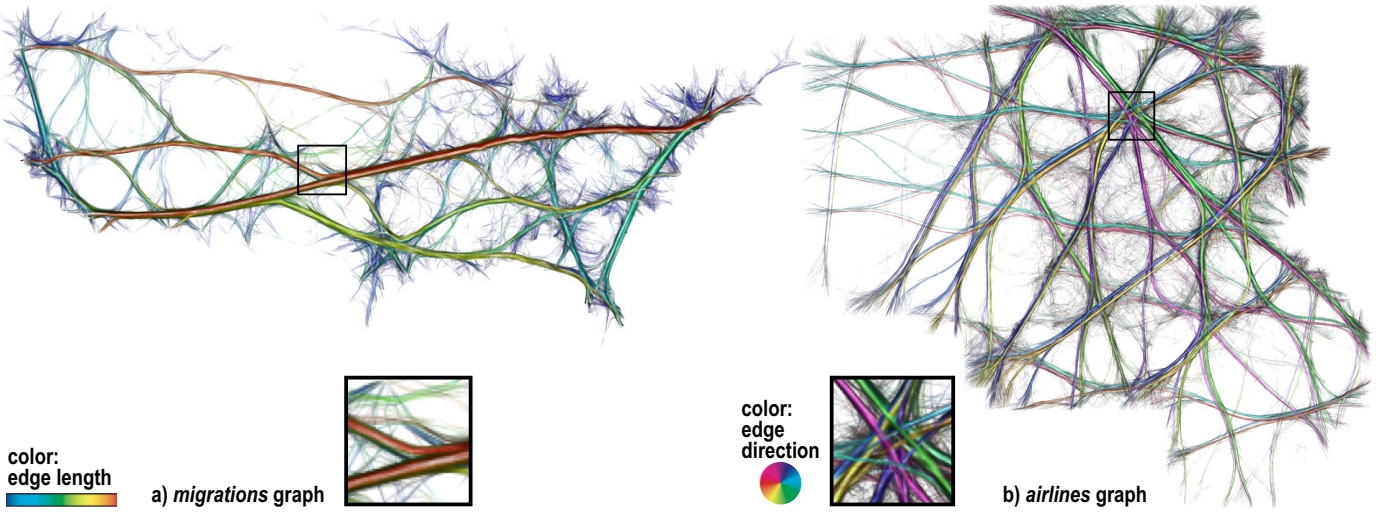 color:
edge length
a) migrations graph
color:
edge
direction
b) airlines graph